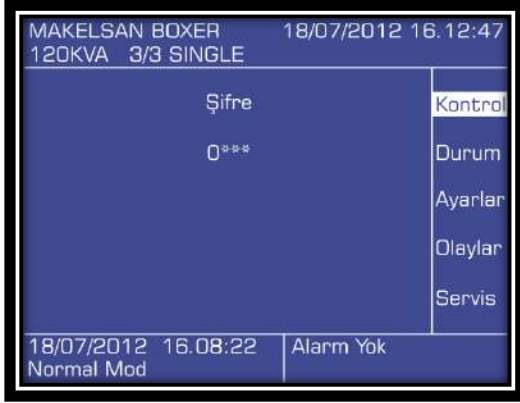 MAKELSAN BOXER 18/07/2012 16.12:47
120KVA 3/3 SINGLE
Şifre
0***
Kontrol
Durum
Ayarlar
Olaylar
Servis
18/07/2012 16.08:22 Alarm Yok
Normal Mod